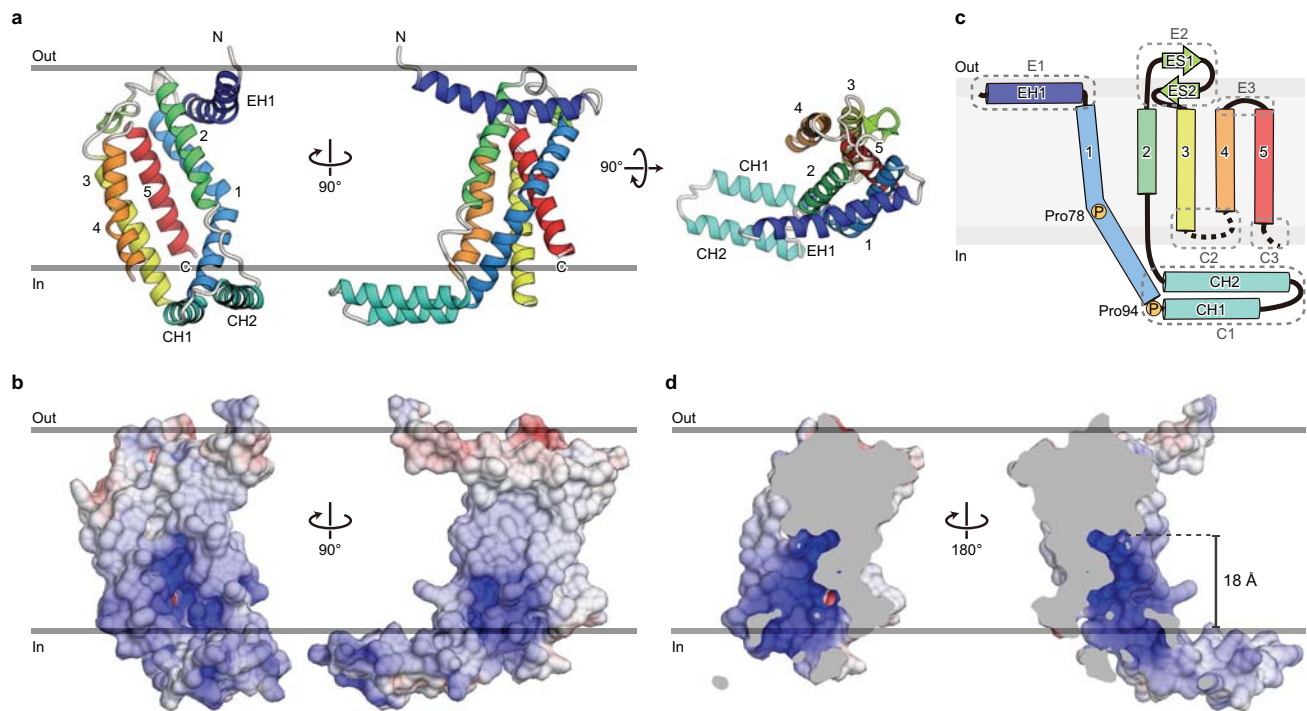 a
Out
In
N
EH1
2
3
5
1
4
C
CH1
CH2
90°
N
C
90°
3
4
5
CH1
2
CH2
EH1
1
c
Out
In
E1
EH1
E2
ES1
ES2
E3
1
2
3
4
5
Pro78
P
C2
C3
CH2
Pro94
P
CH1
C1
b
Out
In
90°
d
Out
In
180°
18 Å